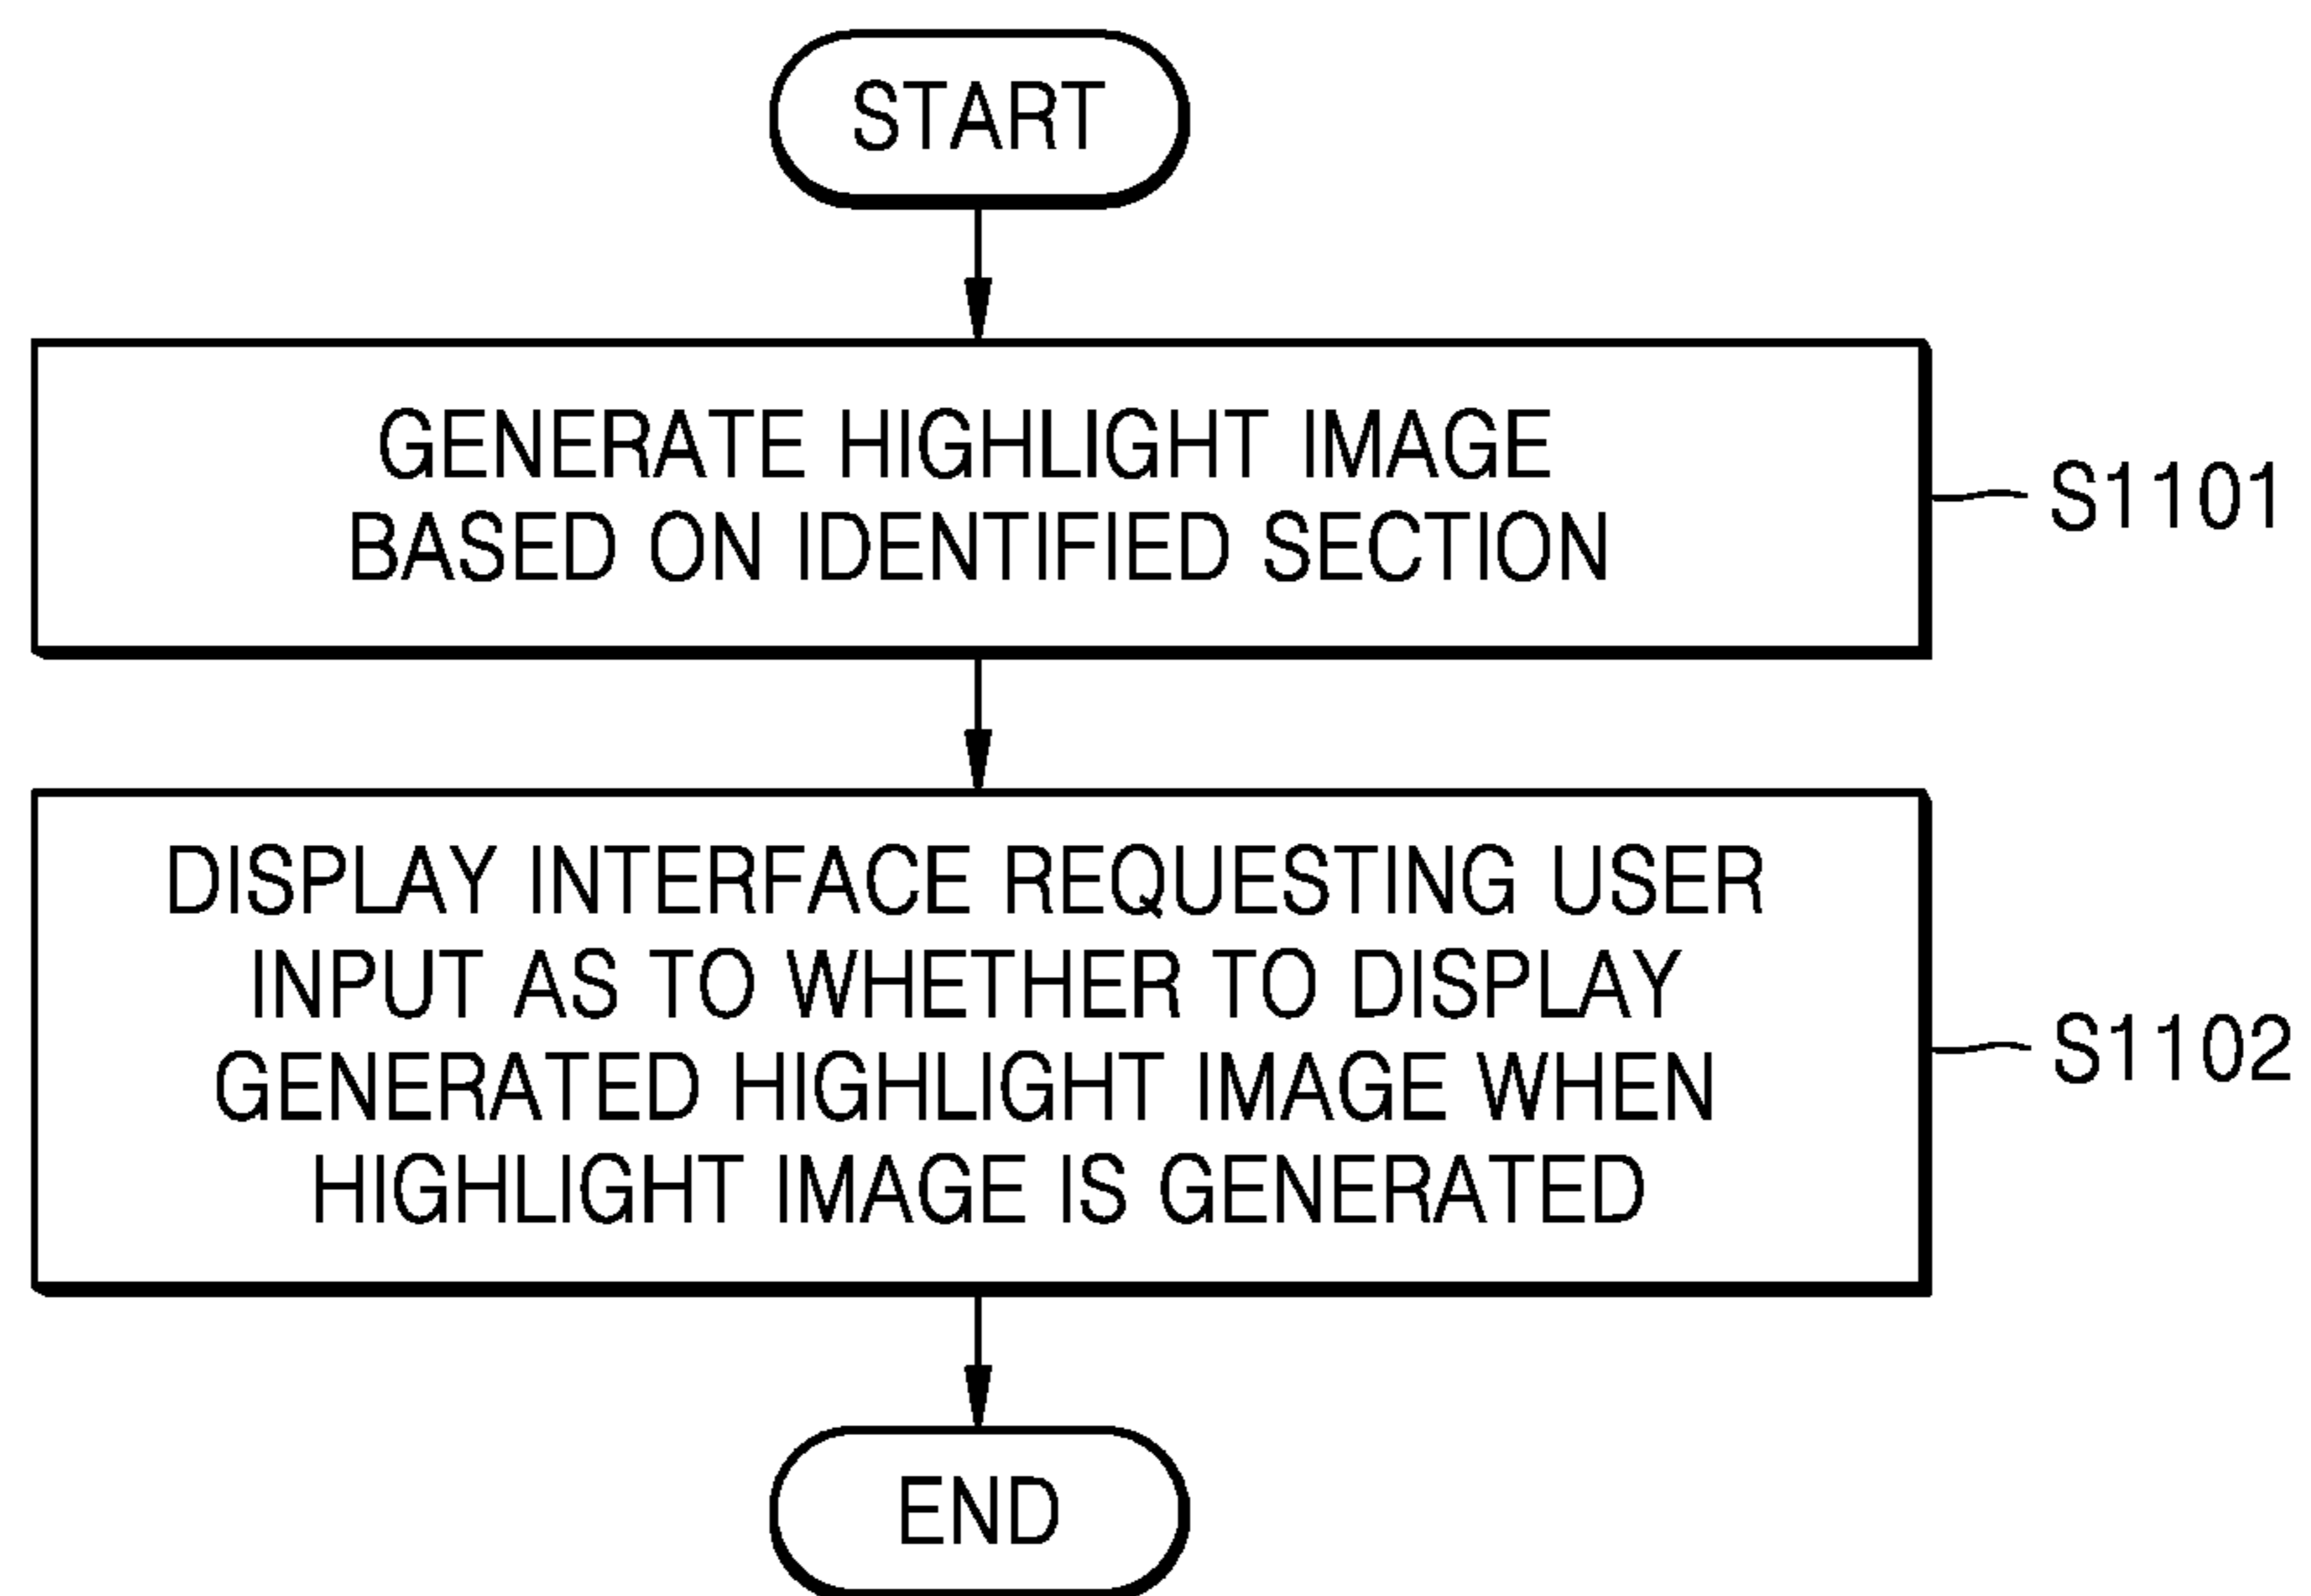 START
GENERATE HIGHLIGHT IMAGE
BASED ON IDENTIFIED SECTION
S1101
DISPLAY INTERFACE REQUESTING USER
INPUT AS TO WHETHER TO DISPLAY
GENERATED HIGHLIGHT IMAGE WHEN
HIGHLIGHT IMAGE IS GENERATED
S1102
END